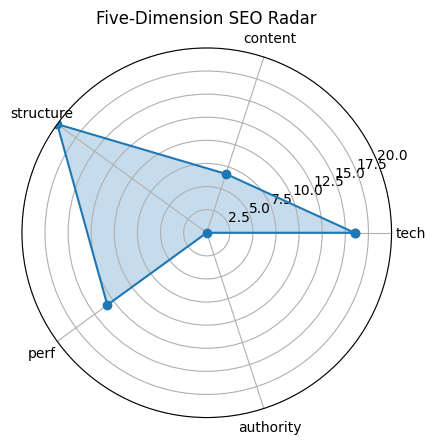 Five-Dimension SEO Radar
content
structure
20.0
17.5
15.0
12.5
10.0
7.5
5.0
2.5
tech
perf
authority